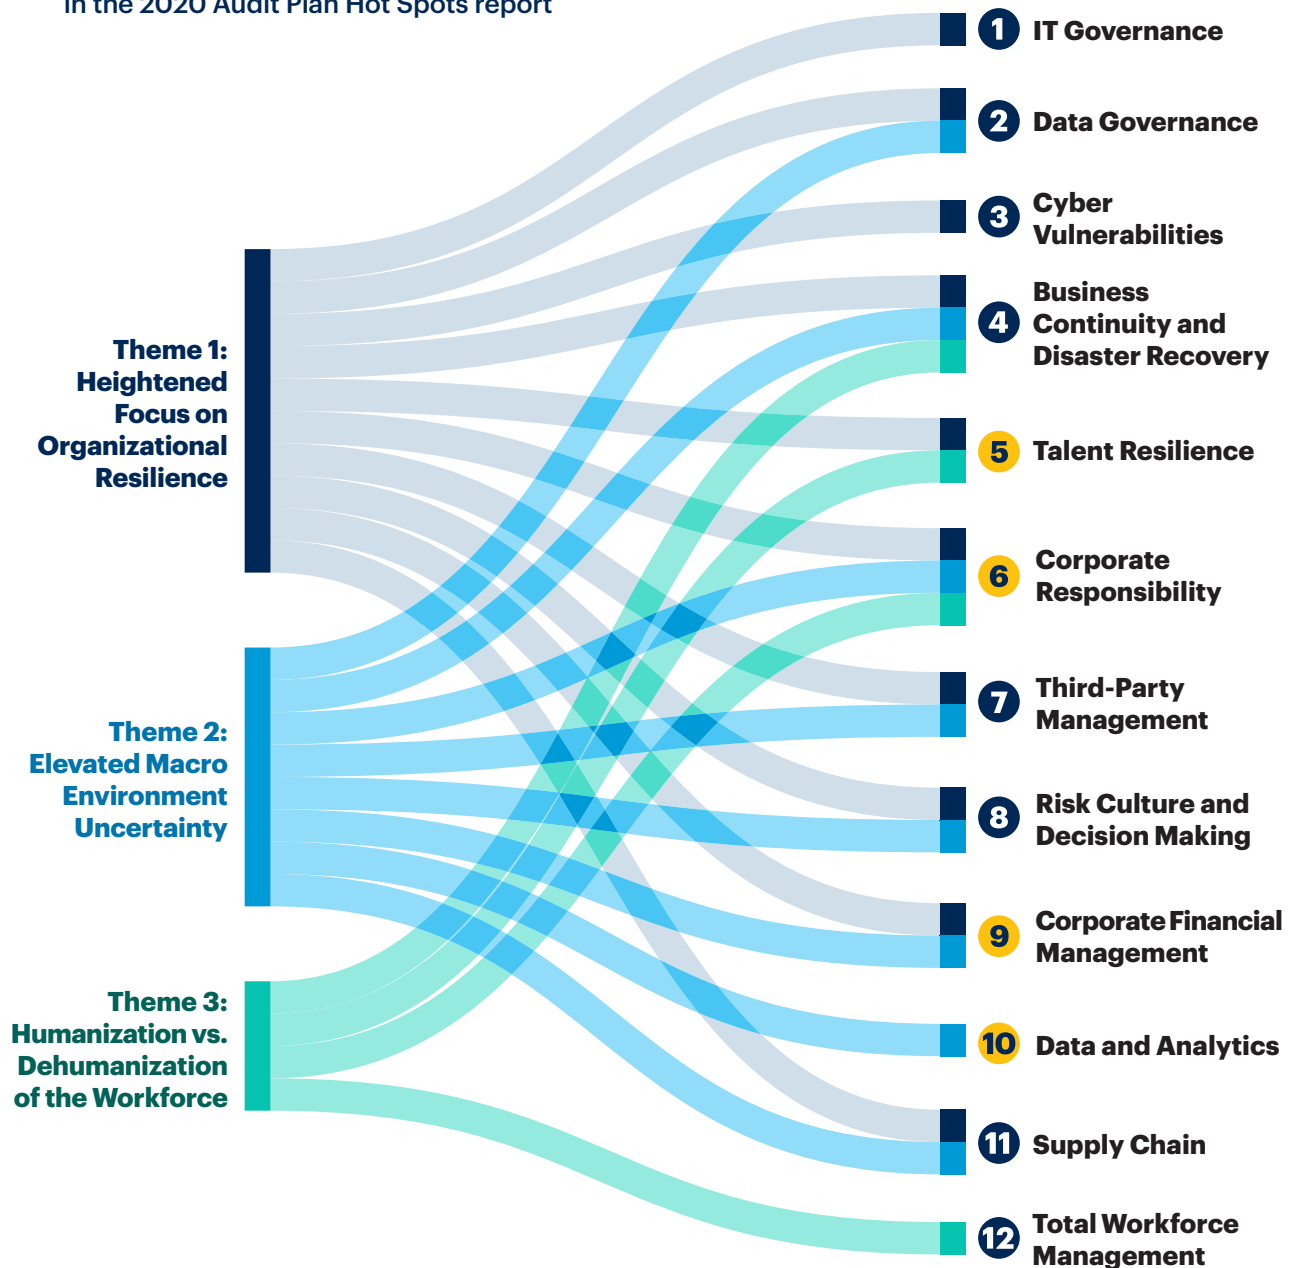 in the 2020 Audit Plan Hot Spots report
Theme 1:
Heightened
Focus on
Organizational
Resilience
Theme 2:
Elevated Macro
Environment
Uncertainty
Theme 3:
Humanization vs.
Dehumanization
of the Workforce
1 IT Governance
2 Data Governance
3 Cyber
Vulnerabilities
4 Business
Continuity and
Disaster Recovery
5 Talent Resilience
6 Corporate
Responsibility
7 Third-Party
Management
8 Risk Culture and
Decision Making
9 Corporate Financial
Management
10 Data and Analytics
11 Supply Chain
12 Total Workforce
Management